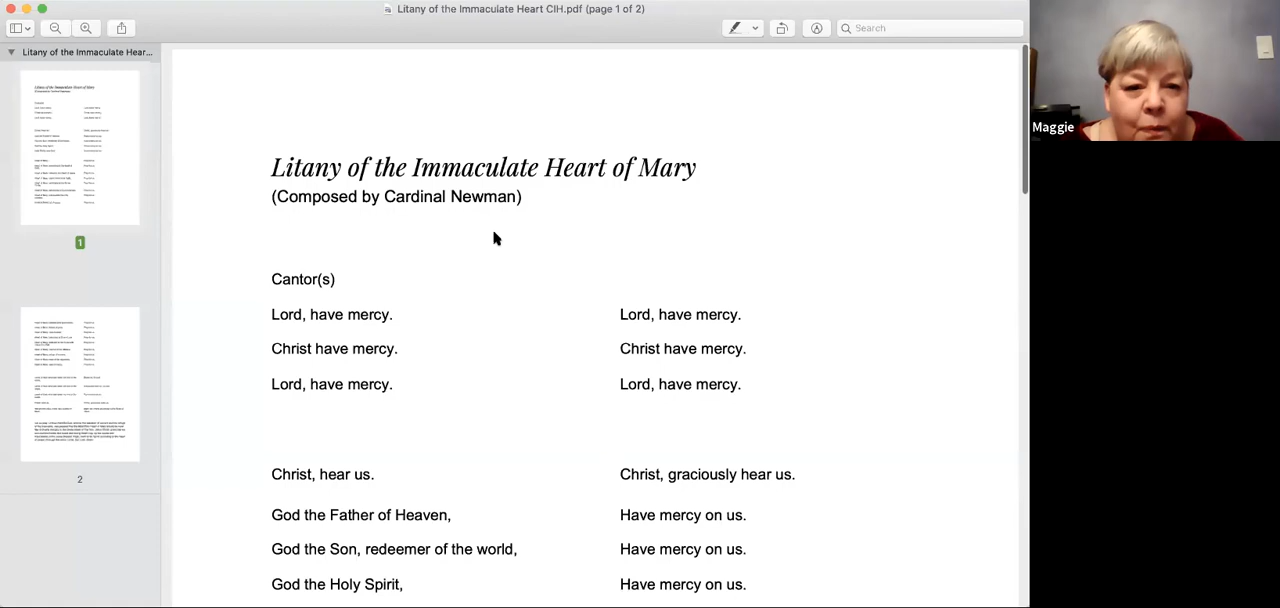 Litany of the Immaculate Heart CIH.pdf (page 1 of 2)
Search
Litany of the Immaculate Hear...
Litany of the Immaculate Heart of Mary
(Composed by Cardinal Newman)
Cantor(s)
Lord, have mercy. Lord, have mercy.
Christ have mercy. Christ have mercy.
Lord, have mercy. Lord, have mercy.
Christ, hear us. Christ, graciously hear us.
God the Father of Heaven, Have mercy on us.
God the Son, redeemer of the world, Have mercy on us.
God the Holy Spirit, Have mercy on us.
1
2
Maggie